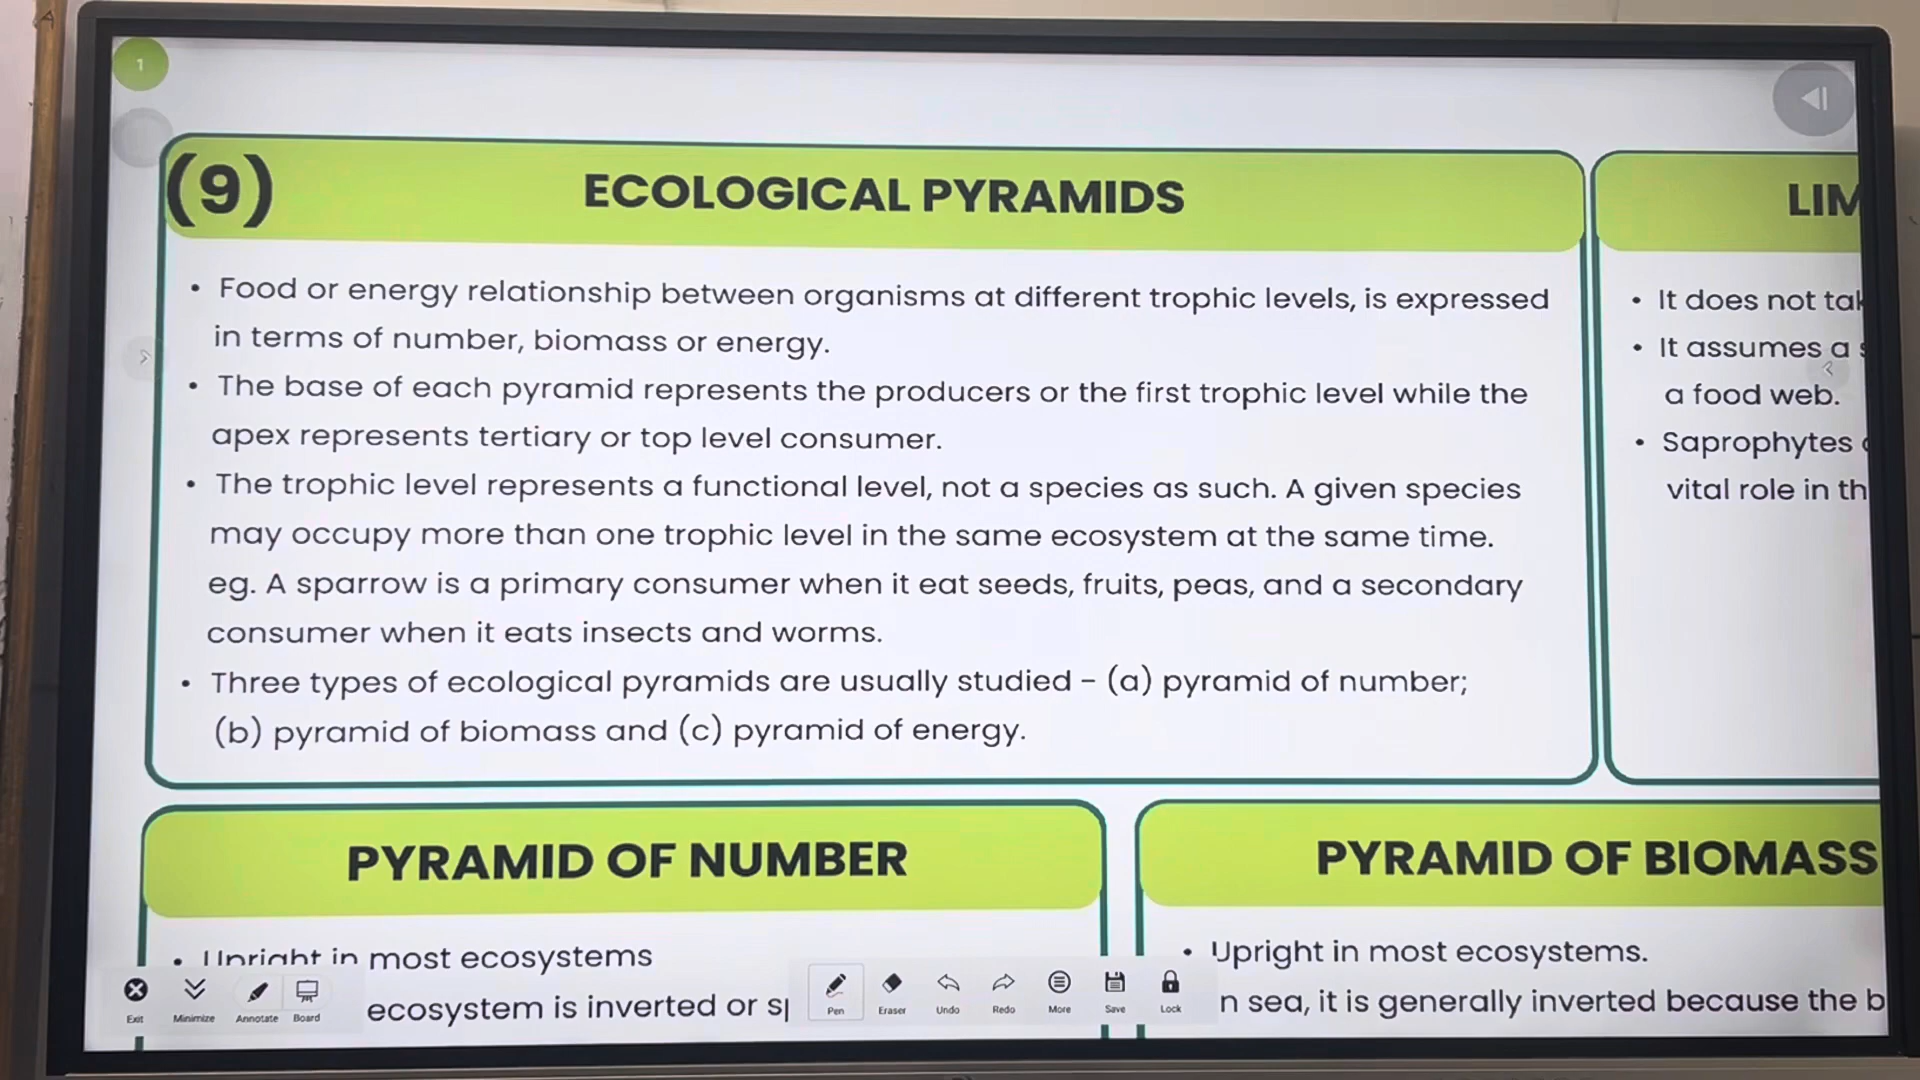 1
(9) ECOLOGICAL PYRAMIDS
• Food or energy relationship between organisms at different trophic levels, is expressed
in terms of number, biomass or energy.
• The base of each pyramid represents the producers or the first trophic level while the
apex represents tertiary or top level consumer.
• The trophic level represents a functional level, not a species as such. A given species
may occupy more than one trophic level in the same ecosystem at the same time.
eg. A sparrow is a primary consumer when it eat seeds, fruits, peas, and a secondary
consumer when it eats insects and worms.
• Three types of ecological pyramids are usually studied - (a) pyramid of number;
(b) pyramid of biomass and (c) pyramid of energy.
LIM
• It does not tak
• It assumes a s
a food web.
• Saprophytes
vital role in th
PYRAMID OF NUMBER
• Upright in most ecosystems
ecosystem is inverted or sp
PYRAMID OF BIOMASS
• Upright in most ecosystems.
n sea, it is generally inverted because the b
Exit Minimize Annotate Board Pen Eraser Undo Redo More Save Lock